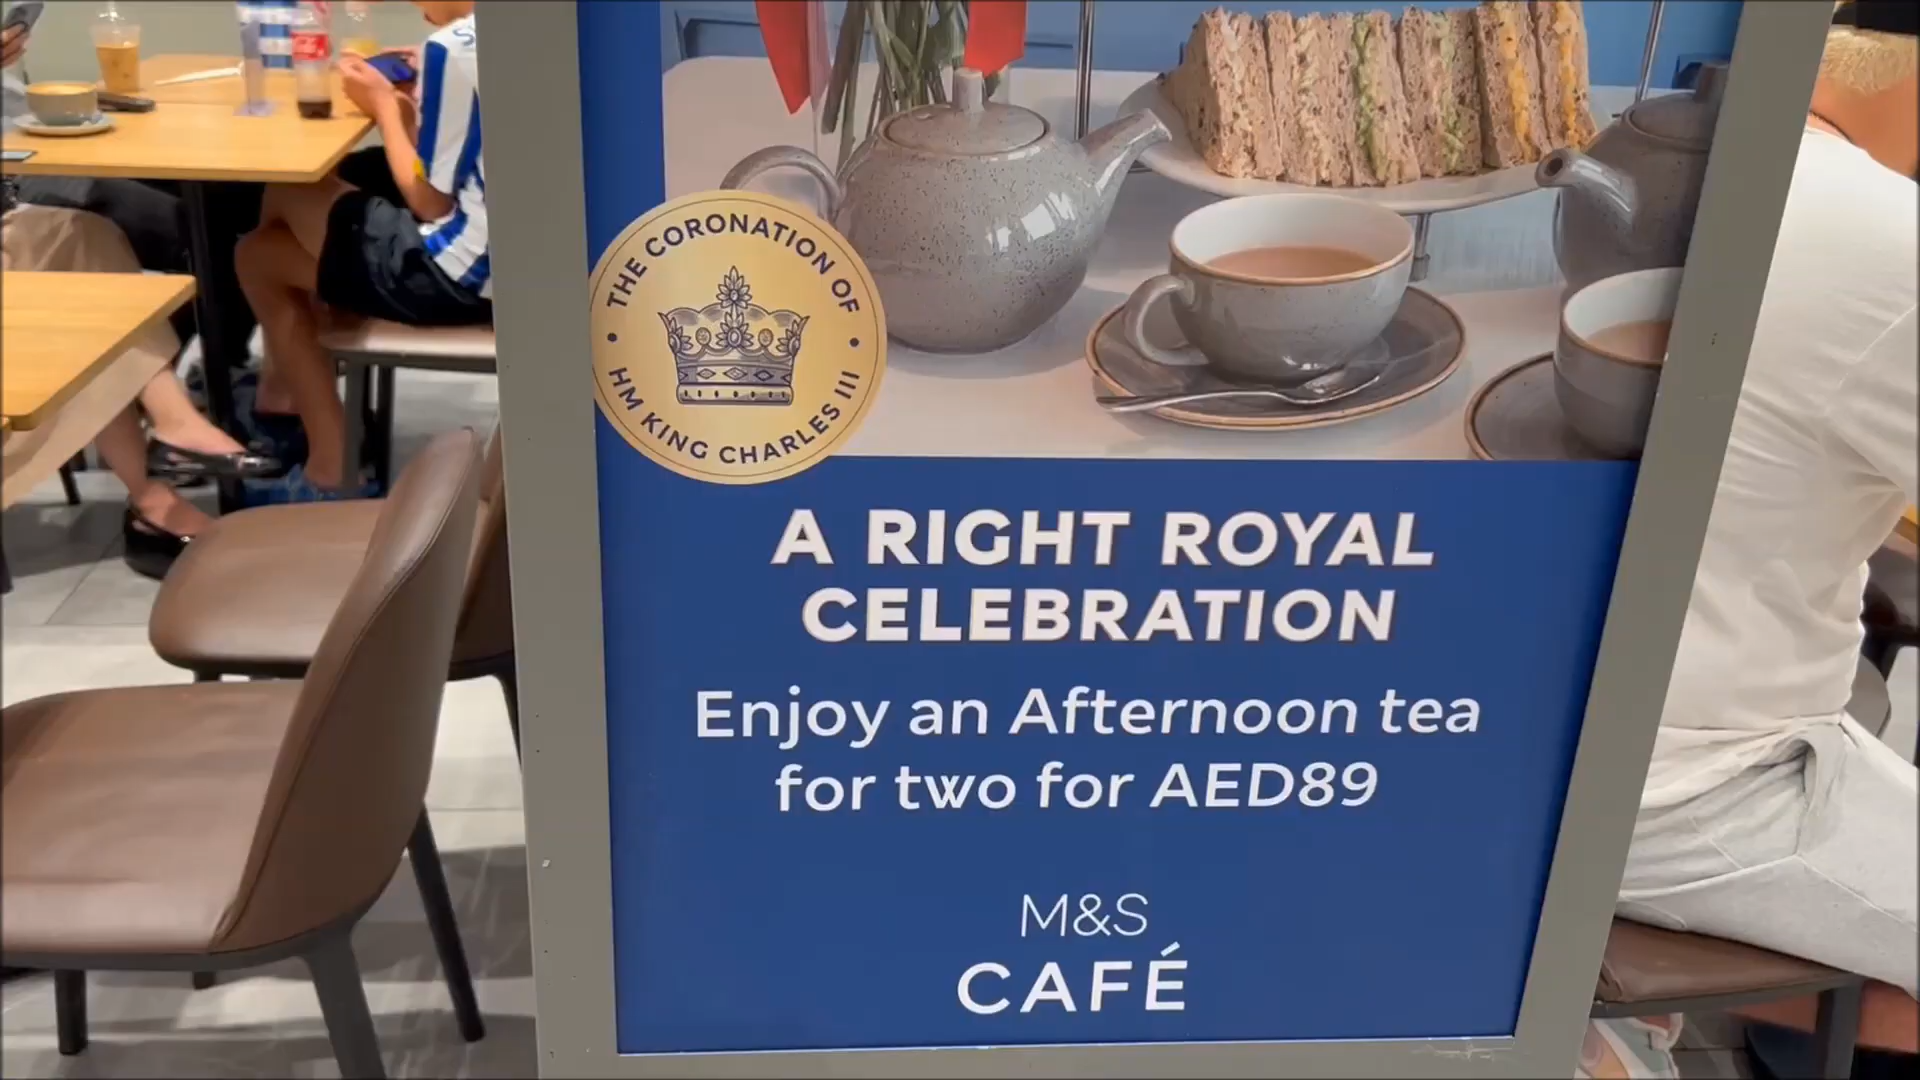 THE CORONATION OF
HM KING CHARLES III
A RIGHT ROYAL
CELEBRATION
Enjoy an Afternoon tea
for two for AED89
M&S
CAFÉ